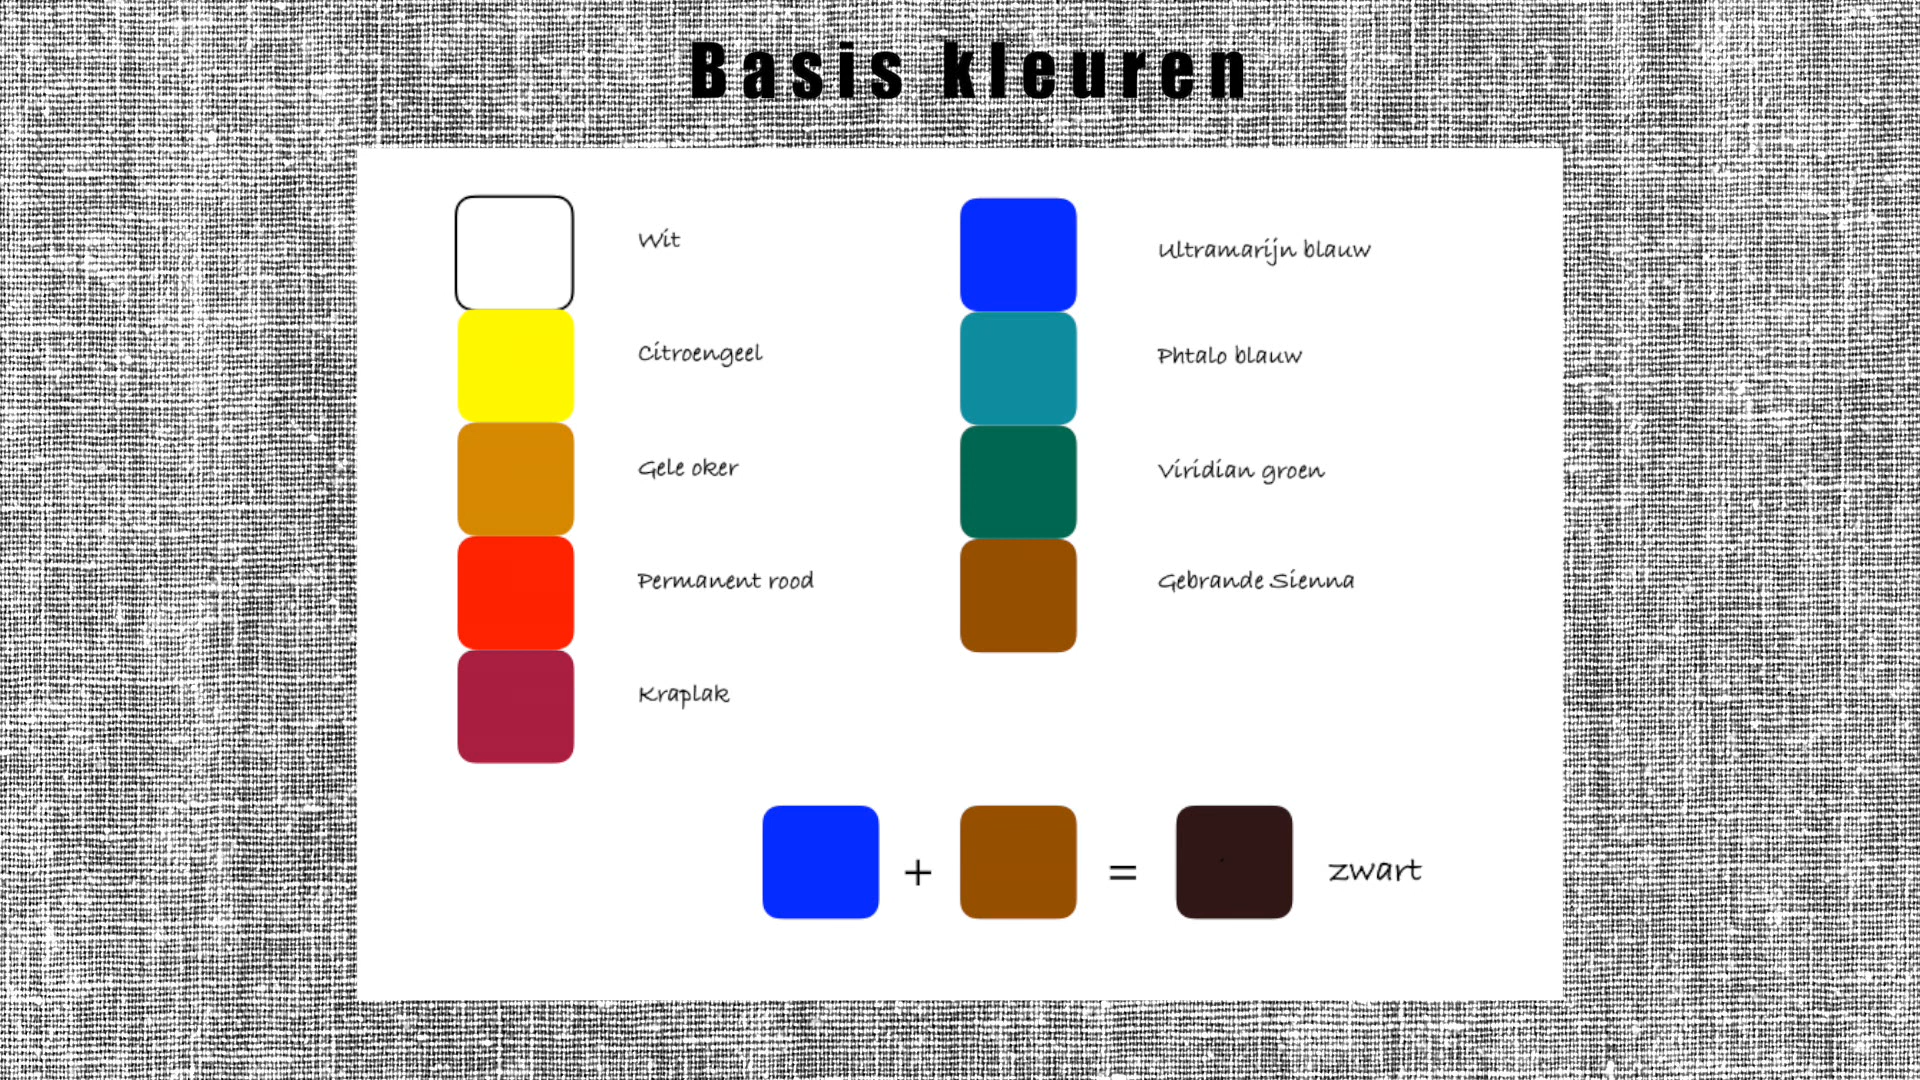 Basis kleuren
Wit
Citroengeel
Gele oker
Permanent rood
Kraplak
Ultramarijn blauw
Phtalo blauw
Viridian groen
Gebrande Sienna
+ = zwart